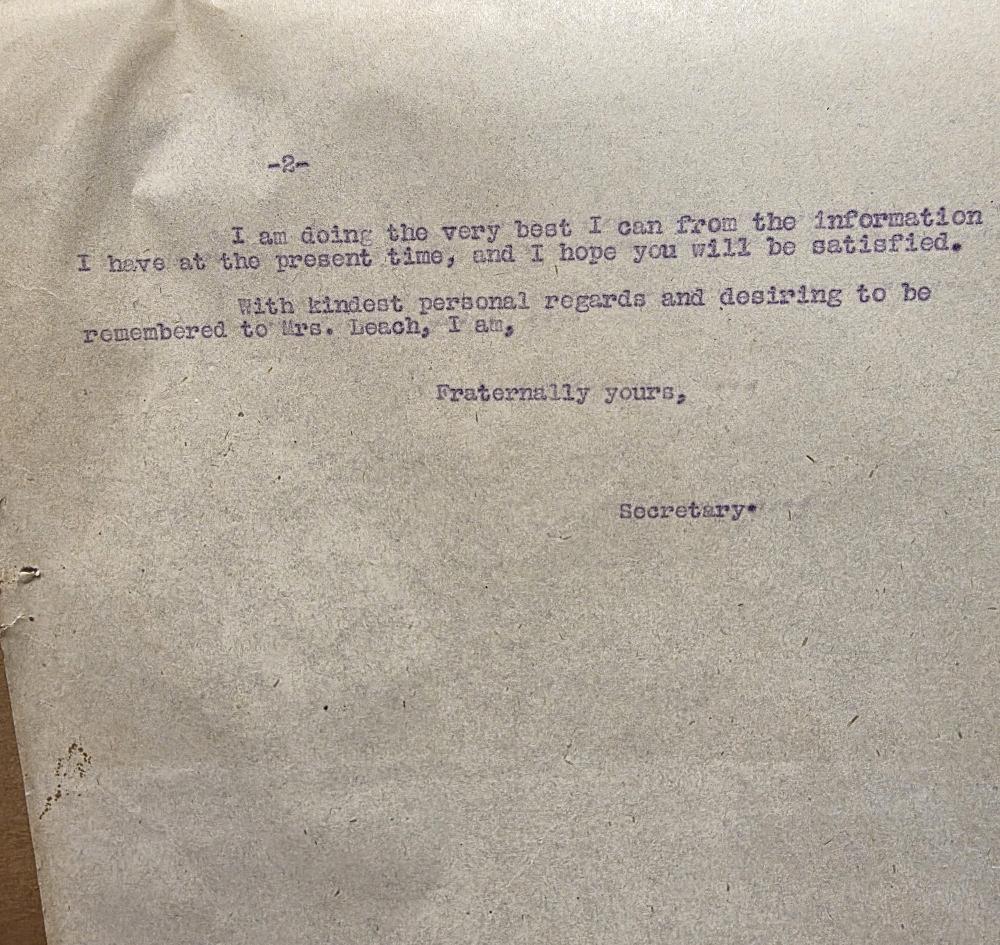 -2-
I am doing the very best I can from the information
I have at the present time, and I hope you will be satisfied.
With kindest personal regards and desiring to be
remembered to Mrs. Leach, I am,
Fraternally yours,
Secretary.